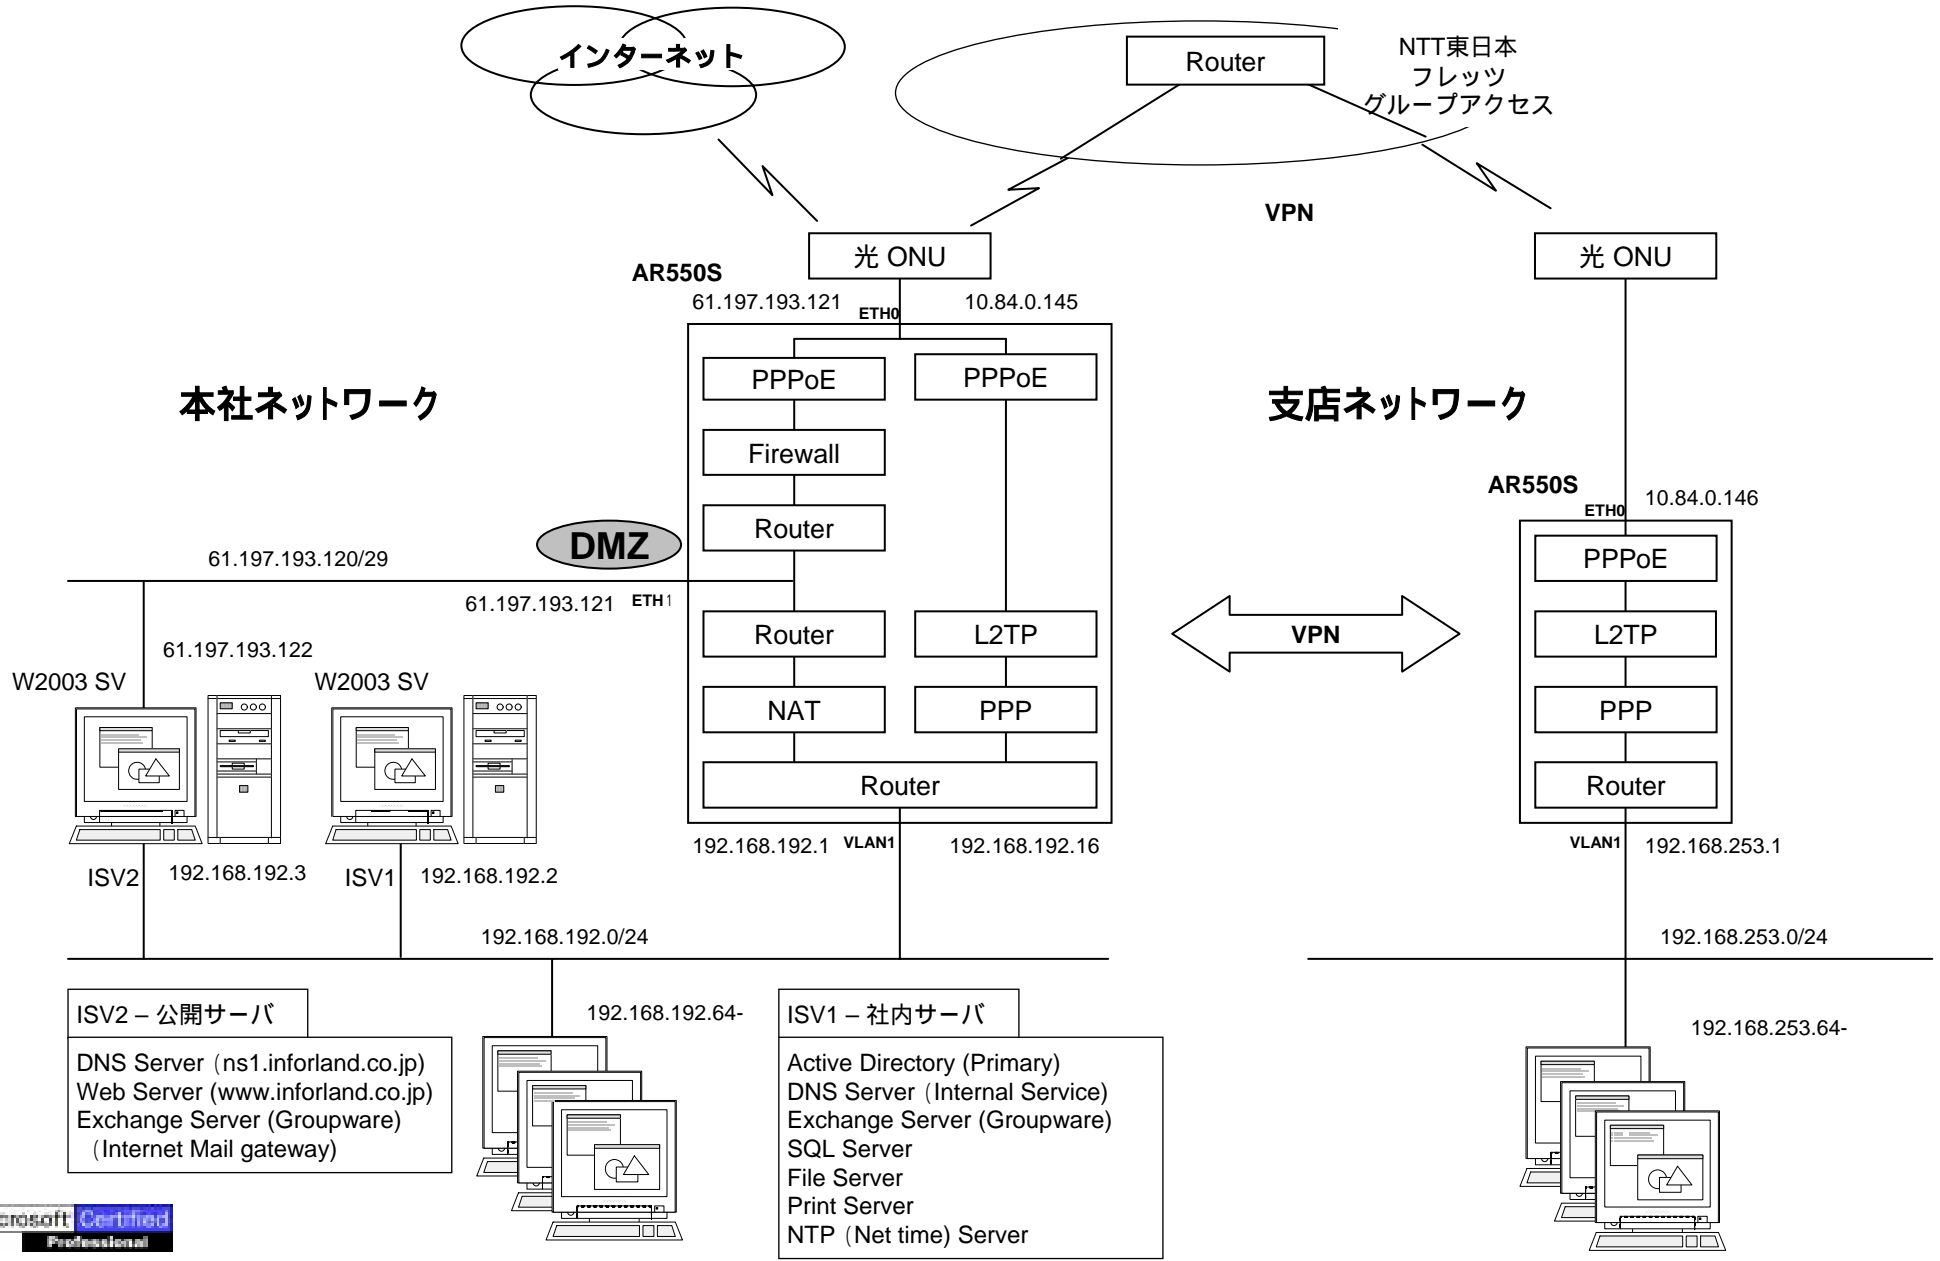 インターネット
Router
NTT東日本
フレッツ
グループアクセス
VPN
光 ONU
光 ONU
AR550S
61.197.193.121
ETH0
10.84.0.145
PPPoE
PPPoE
本社ネットワーク
支店ネットワーク
Firewall
AR550S
10.84.0.146
ETH0
Router
DMZ
PPPoE
61.197.193.120/29
61.197.193.121
ETH1
Router
L2TP
VPN
L2TP
61.197.193.122
W2003 SV
W2003 SV
NAT
PPP
PPP
Router
Router
192.168.192.1
VLAN1
192.168.192.16
VLAN1
192.168.253.1
ISV2
192.168.192.3
ISV1
192.168.192.2
192.168.192.0/24
192.168.253.0/24
ISV2 – 公開サーバ
DNS Server（ns1.inforland.co.jp)
Web Server (www.inforland.co.jp)
Exchange Server (Groupware)
（Internet Mail gateway)
192.168.192.64-
ISV1 – 社内サーバ
Active Directory (Primary)
DNS Server（Internal Service)
Exchange Server (Groupware)
SQL Server
File Server
Print Server
NTP（Net time) Server
192.168.253.64-
crosoft Certified
Professional